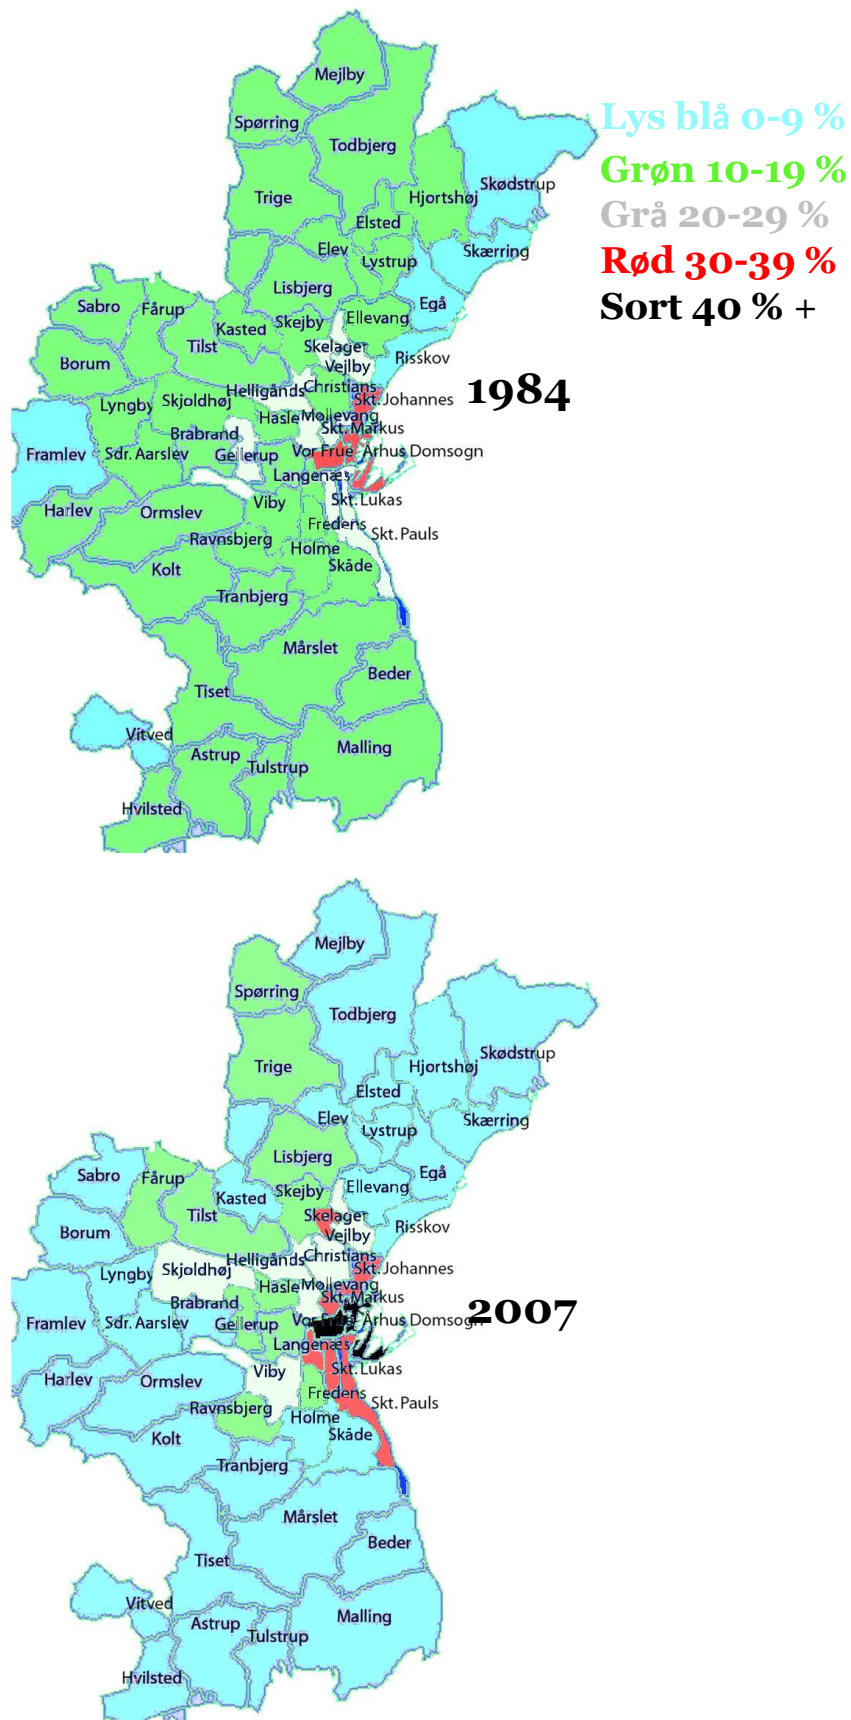 Mejlby
Lys blå 0-9 %
Spørring
Todbjerg
Grøn 10-19 %
Trige
Hjortshøj
Skødstrup
Grå 20-29 %
Elsted
Elev
Lystrup
Skærring
Rød 30-39 %
Lisbjerg
Sabro
Fårup
Egå
Sort 40 % +
Kasted
Skejby
Ellevang
Tilst
Skelager
Borum
Vejlby
Risskov
Helligånds
Christians
1984
Lyngby
Skjoldhøj
Skt. Johannes
Hasle
Møllevang
Brabrand
Skt. Markus
Framlev
Sdr. Aarslev
Gellerup
Vor Frue
Århus Domsogn
Langenæs
Harlev
Ormslev
Viby
Skt. Lukas
Fredens
Skt. Pauls
Ravnsbjerg
Holme
Kolt
Skåde
Tranbjerg
Mårslet
Beder
Tiset
Vitved
Malling
Astrup
Tulstrup
Hvilsted
Mejlby
Spørring
Todbjerg
Trige
Hjortshøj
Skødstrup
Elsted
Elev
Lystrup
Skærring
Lisbjerg
Sabro
Fårup
Egå
Kasted
Skejby
Ellevang
Tilst
Skelager
Borum
Vejlby
Risskov
Helligånds
Christians
Lyngby
Skjoldhøj
Skt. Johannes
Hasle
Møllevang
2007
Brabrand
Skt. Markus
Framlev
Sdr. Aarslev
Gellerup
Vor Frue
Århus Domsogn
Langenæs
Harlev
Ormslev
Viby
Skt. Lukas
Fredens
Skt. Pauls
Ravnsbjerg
Holme
Kolt
Skåde
Tranbjerg
Mårslet
Beder
Tiset
Vitved
Malling
Astrup
Tulstrup
Hvilsted